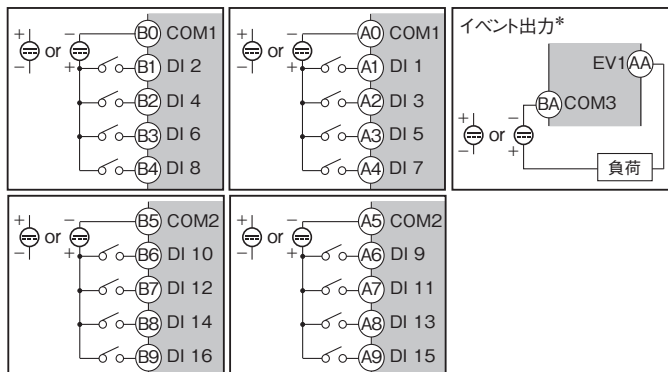 + - or - + B0 COM1
B1 DI 2
B2 DI 4
B3 DI 6
B4 DI 8
+ - or - + A0 COM1
A1 DI 1
A2 DI 3
A3 DI 5
A4 DI 7
イベント出力*
EV1 AA
BA COM3
+ - or - +
負荷
+ - or - + B5 COM2
B6 DI 10
B7 DI 12
B8 DI 14
B9 DI 16
+ - or - + A5 COM2
A6 DI 9
A7 DI 11
A8 DI 13
A9 DI 15